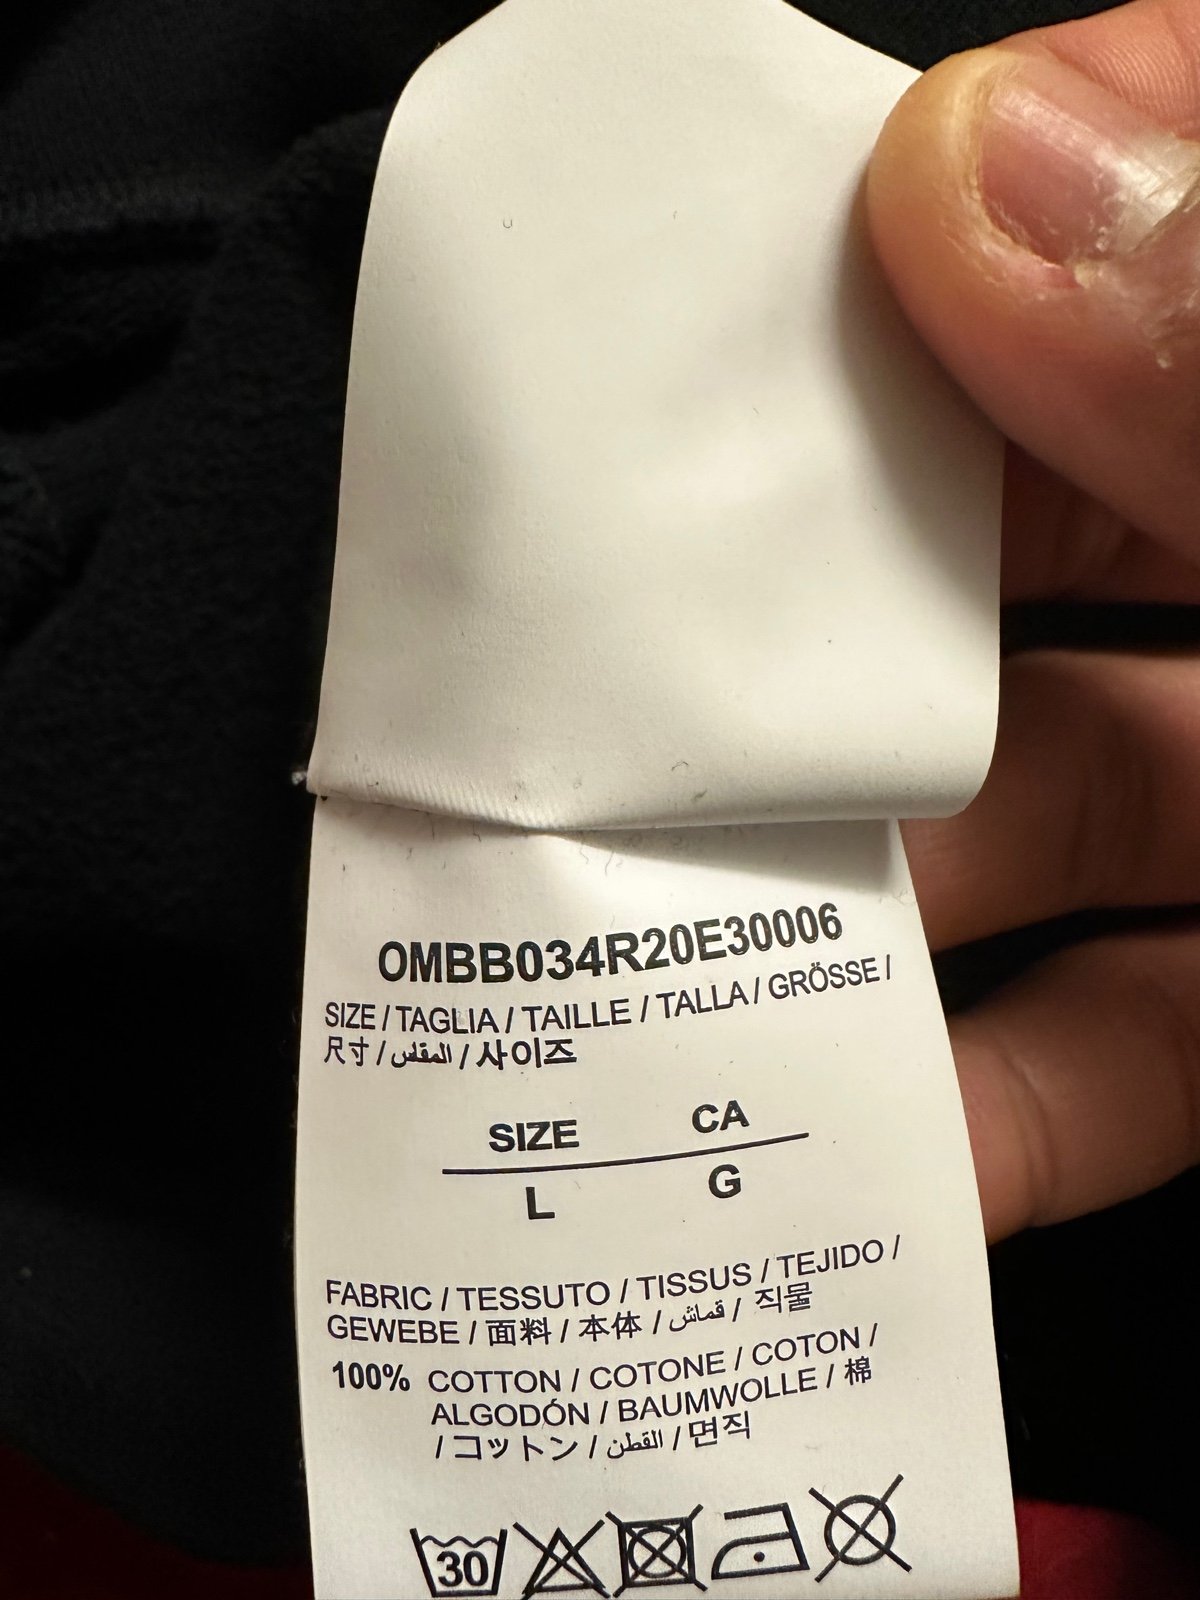 OMBB034R20E30006
SIZE / TAGLIA / TAILLE / TALLA / GRÖSSE /
尺寸 / المقاس / 사이즈
SIZE CA
L G
FABRIC / TESSUTO / TISSUS / TEJIDO /
GEWEBE / 面料 / 本体 / قماش / 직물
100% COTTON / COTONE / COTON /
ALGODÓN / BAUMWOLLE / 棉
/ コットン / القطن / 면직
30